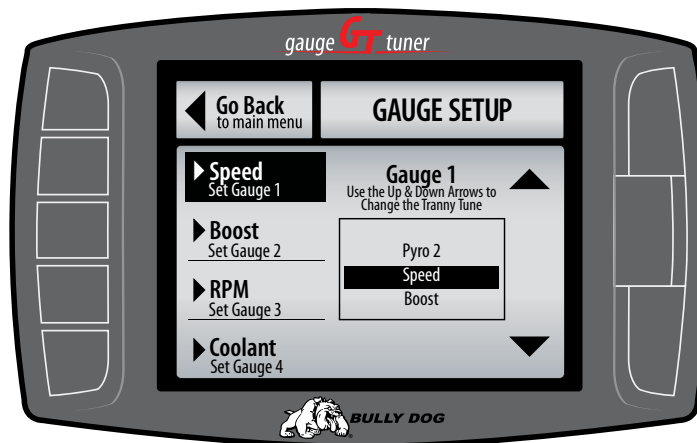 gauge GT tuner
Go Back
to main menu
GAUGE SETUP
Speed
Set Gauge 1
Boost
Set Gauge 2
RPM
Set Gauge 3
Coolant
Set Gauge 4
Gauge 1
Use the Up & Down Arrows to
Change the Tranny Tune
Pyro 2
Speed
Boost
BULLY DOG